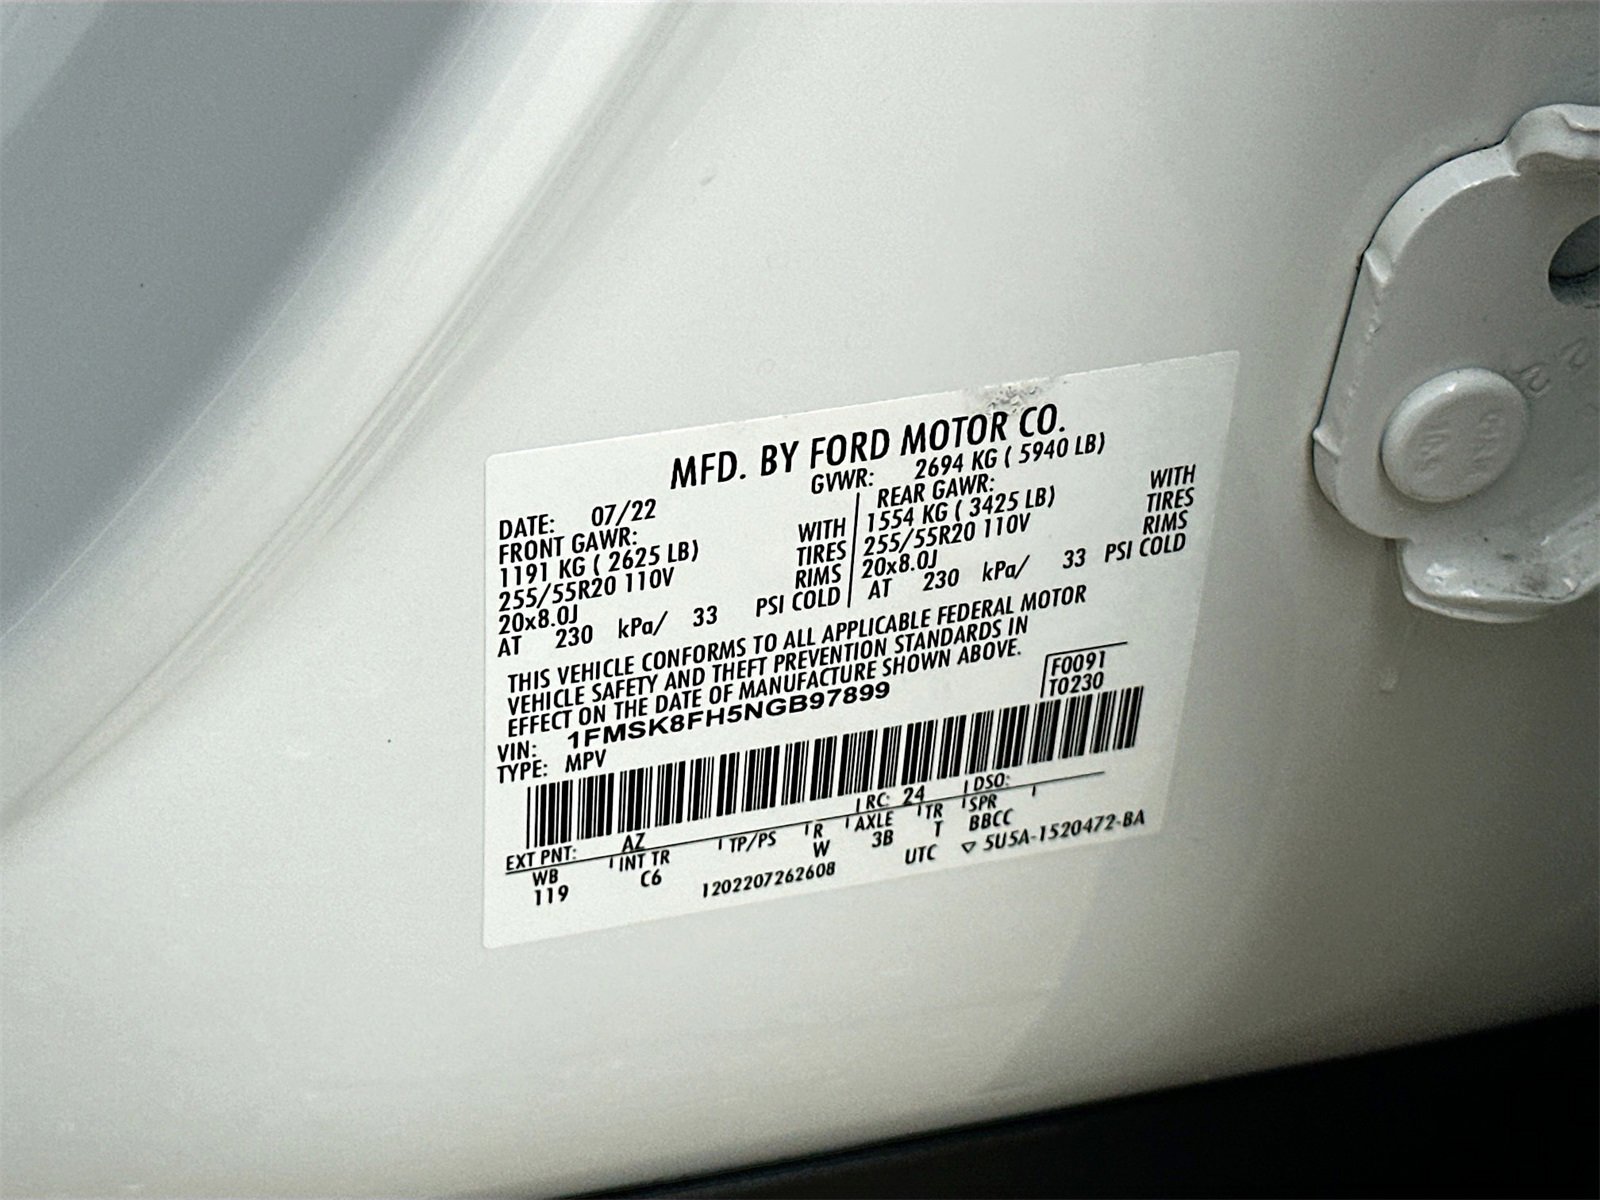 MFD. BY FORD MOTOR CO.
DATE: 07/22 GVWR: 2694 KG ( 5940 LB)
FRONT GAWR: REAR GAWR:
1191 KG ( 2625 LB) WITH 1554 KG ( 3425 LB) WITH
255/55R20 110V TIRES 255/55R20 110V TIRES
20x8.0J RIMS 20x8.0J RIMS
AT 230 kPa/ 33 PSI COLD AT 230 kPa/ 33 PSI COLD
THIS VEHICLE CONFORMS TO ALL APPLICABLE FEDERAL MOTOR
VEHICLE SAFETY AND THEFT PREVENTION STANDARDS IN
EFFECT ON THE DATE OF MANUFACTURE SHOWN ABOVE.
VIN: 1FMSK8FH5NGB97899 F0091
TYPE: MPV T0230
EXT PNT: AZ RC: 24 DSO:
WB INT TR TP/PS R AXLE TR SPR
119 C6 W 3B T BBCC
1202207262608 UTC ▽ 5U5A-1520472-BA